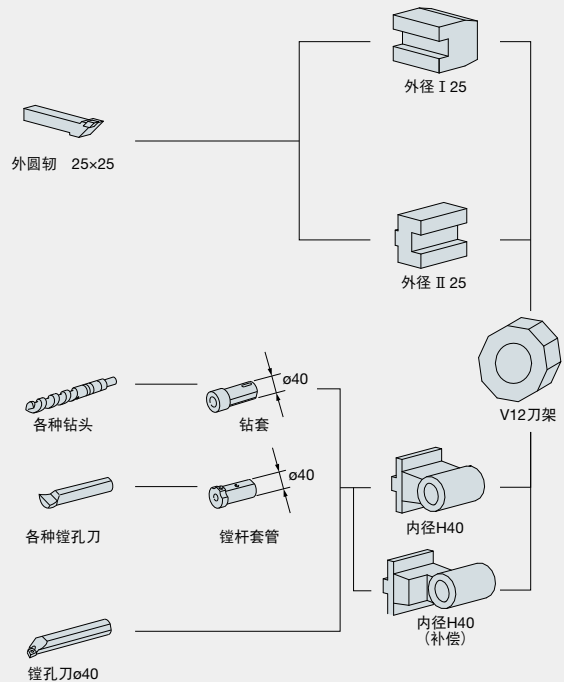 外径 I 25
外圆轫 25×25
外径 II 25
ø40
V12刀架
各种钻头
钻套
ø40
内径H40
各种镗孔刀
镗杆套管
内径H40
（补偿）
镗孔刀ø40